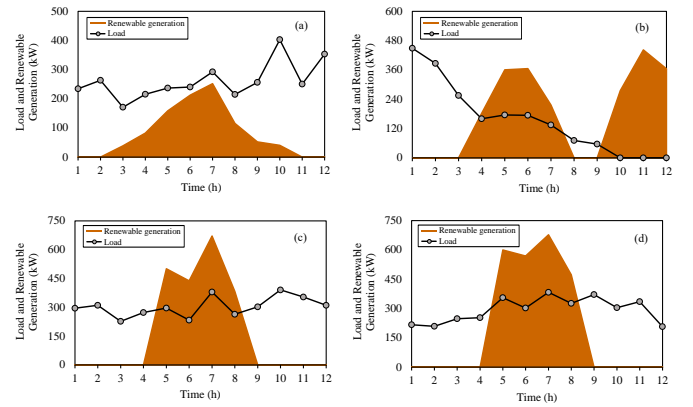 Load and Renewable
Generation (kW)
500
400
300
200
100
0
Renewable generation
Load
(a)
1 2 3 4 5 6 7 8 9 10 11 12
Time (h)
Load and Renewable
Generation (kW)
600
480
360
240
120
0
Renewable generation
Load
(b)
1 2 3 4 5 6 7 8 9 10 11 12
Time (h)
Load and Renewable
Generation (kW)
750
600
450
300
150
0
Renewable generation
Load
(c)
1 2 3 4 5 6 7 8 9 10 11 12
Time (h)
Load and Renewable
Generation (kW)
750
600
450
300
150
0
Renewable generation
Load
(d)
1 2 3 4 5 6 7 8 9 10 11 12
Time (h)